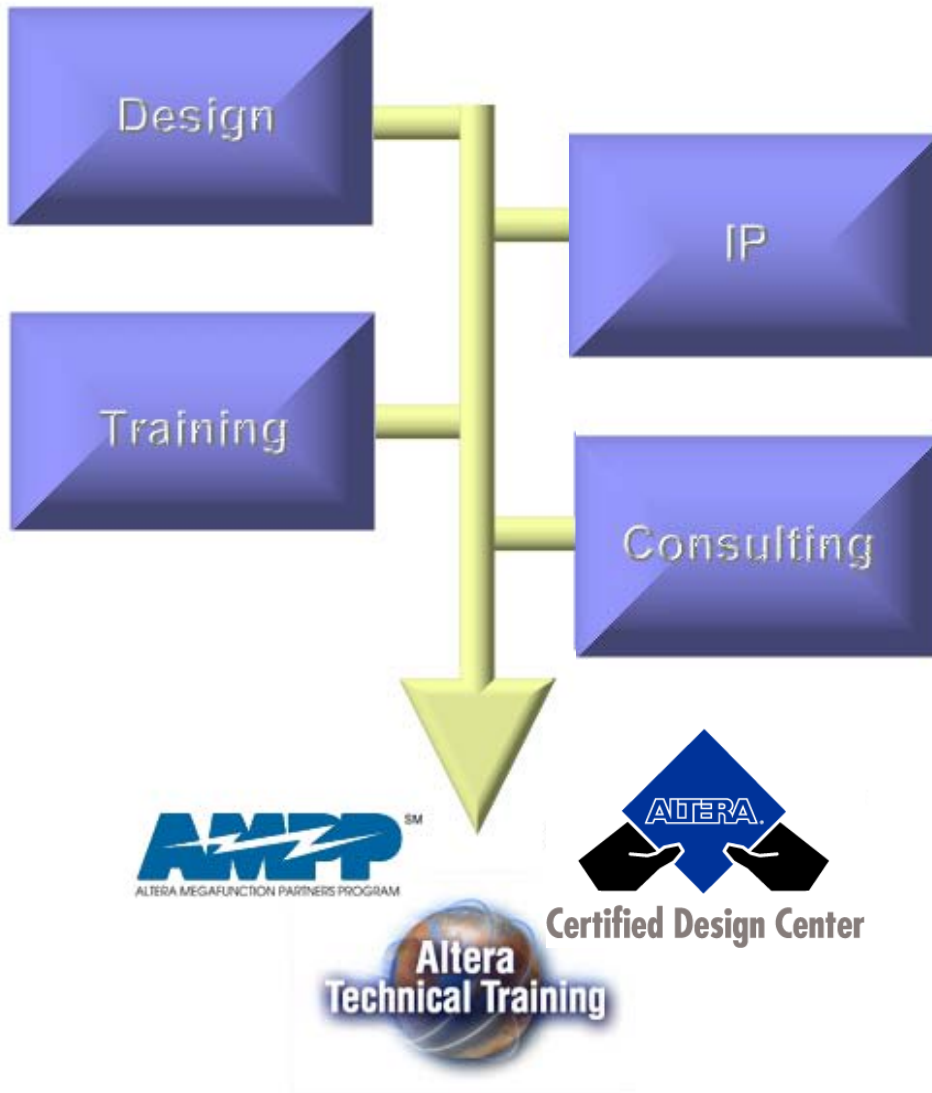 Design
IP
Training
Consulting
AMPP SM
ALTERA MEGAFUNCTION PARTNERS PROGRAM
ALTERA.
Certified Design Center
Altera
Technical Training